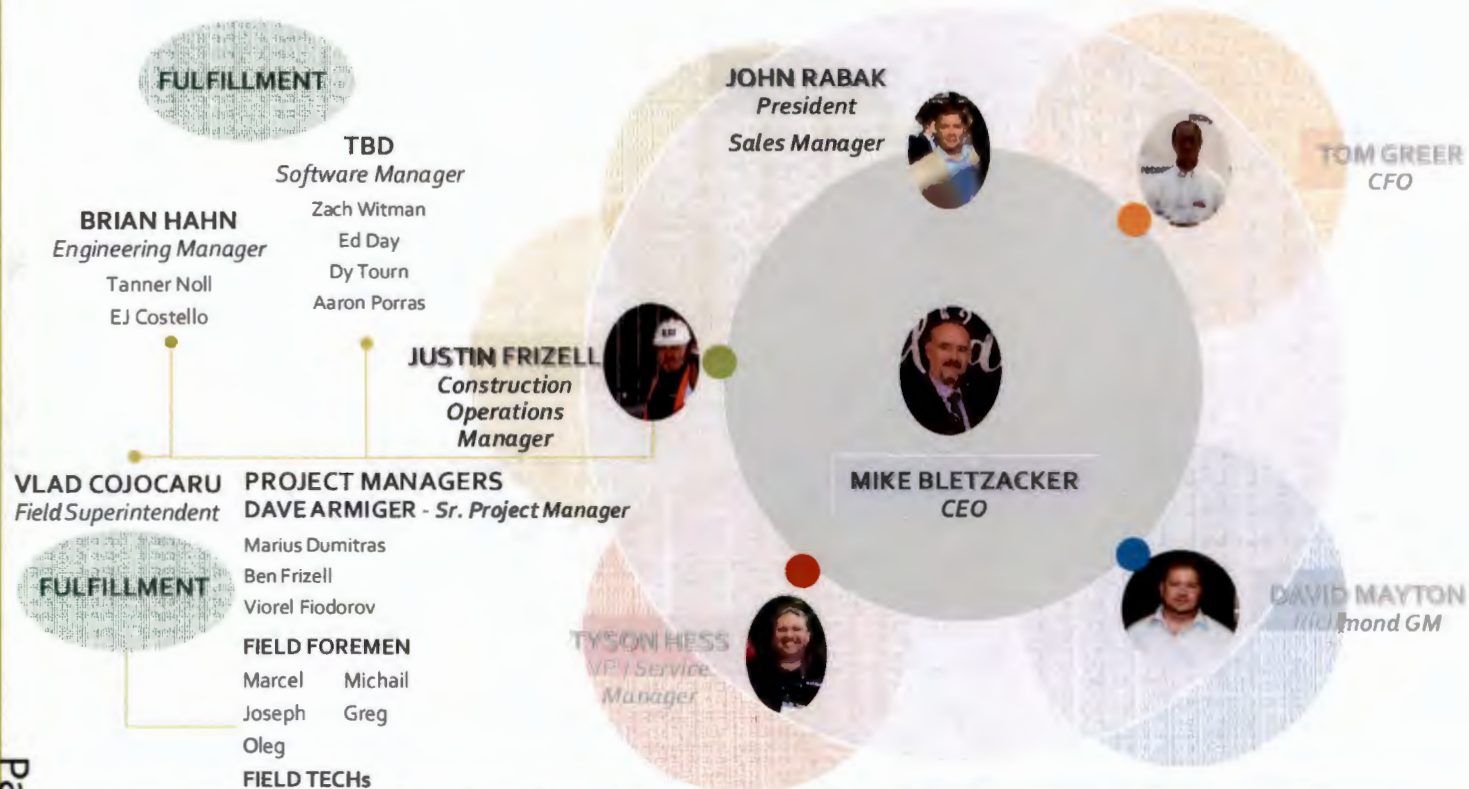 FULFILLMENT
TBD
Software Manager
Zach Witman
Ed Day
Dy Tourn
Aaron Porras
BRIAN HAHN
Engineering Manager
Tanner Noll
EJ Costello
JOHN RABAK
President
Sales Manager
TOM GREER
CFO
JUSTIN FRIZELL
Construction
Operations
Manager
MIKE BLETZACKER
CEO
VLAD COJOCARU
Field Superintendent
FULFILLMENT
PROJECT MANAGERS
DAVE ARMIGER - Sr. Project Manager
Marius Dumitras
Ben Frizell
Viorel Fiodorov
FIELD FOREMEN
Marcel Michail
Joseph Greg
Oleg
FIELD TECHs
TYSON HESS
VP / Service
Manager
DAVID MAYTON
Richmond GM
Pa